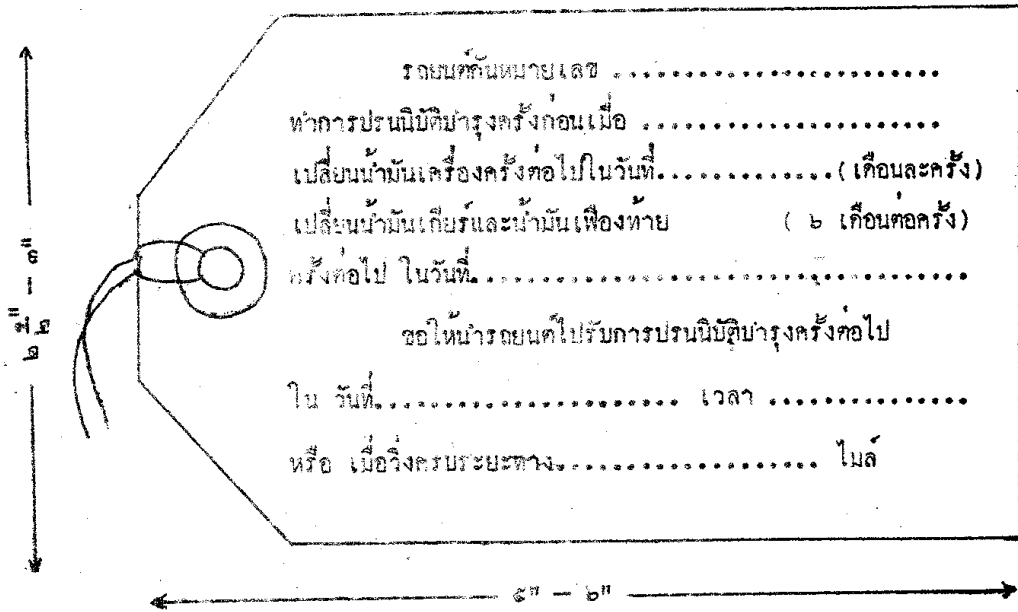 รถยนต์คันหมายเลข ........................
ทำการปรนนิบัติบำรุงครั้งก่อนเมื่อ ......................
เปลี่ยนน้ำมันเครื่องครั้งต่อไปในวันที่..............(เดือนละครั้ง)
เปลี่ยนน้ำมันเกียร์และน้ำมันเฟืองท้าย ( ๖ เดือนต่อครั้ง)
ครั้งต่อไป ในวันที่.....................................
ขอให้นำรถยนต์ไปรับการปรนนิบัติบำรุงครั้งต่อไป
ใน วันที่....................... เวลา ...............
หรือ เมื่อวิ่งครบระยะทาง.................... ไมล์
๕" — ๖"